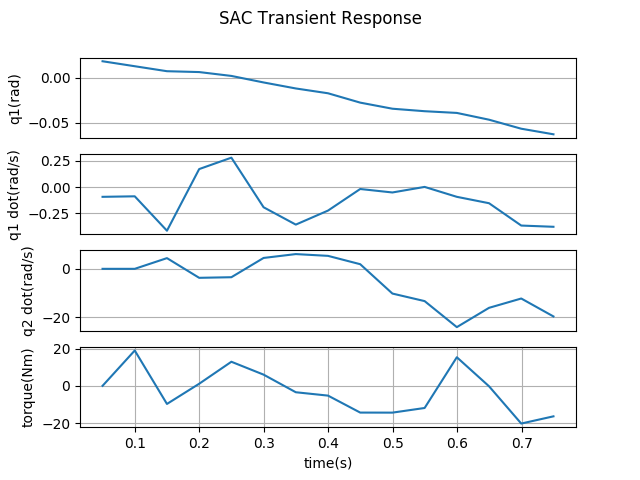 SAC Transient Response
q1(rad)
0.00
−0.05
q1 dot(rad/s)
0.25
0.00
−0.25
q2 dot(rad/s)
0
−20
torque(Nm)
20
0
−20
0.1 0.2 0.3 0.4 0.5 0.6 0.7
time(s)